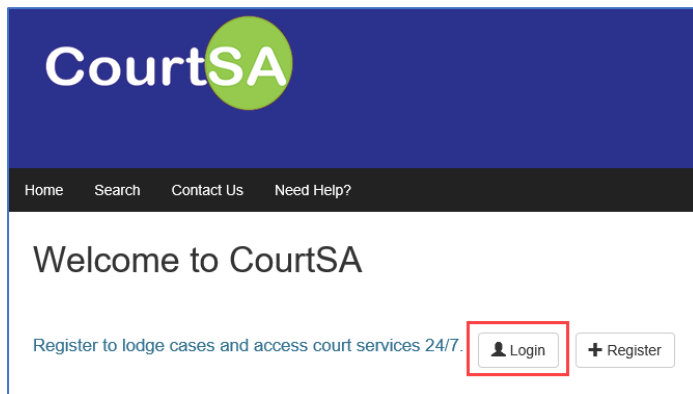 CourtSA
Home Search Contact Us Need Help?
Welcome to CourtSA
Register to lodge cases and access court services 24/7. Login Register